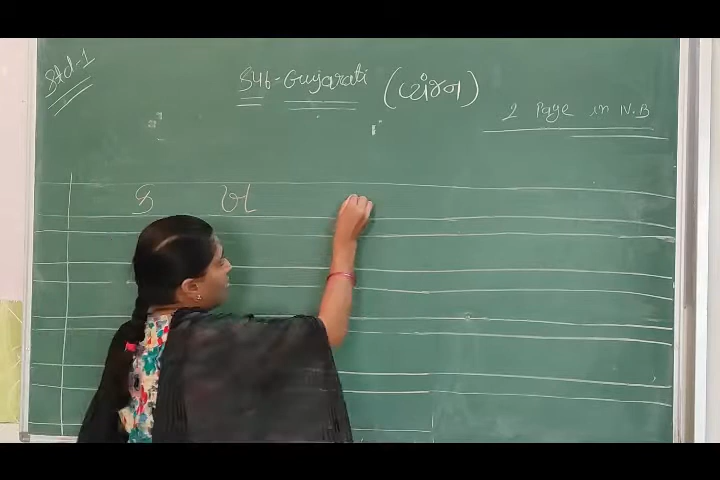 Std-1
Sub-Gujarati (વ્યંજન)
2 Page in N.B
ક ખ